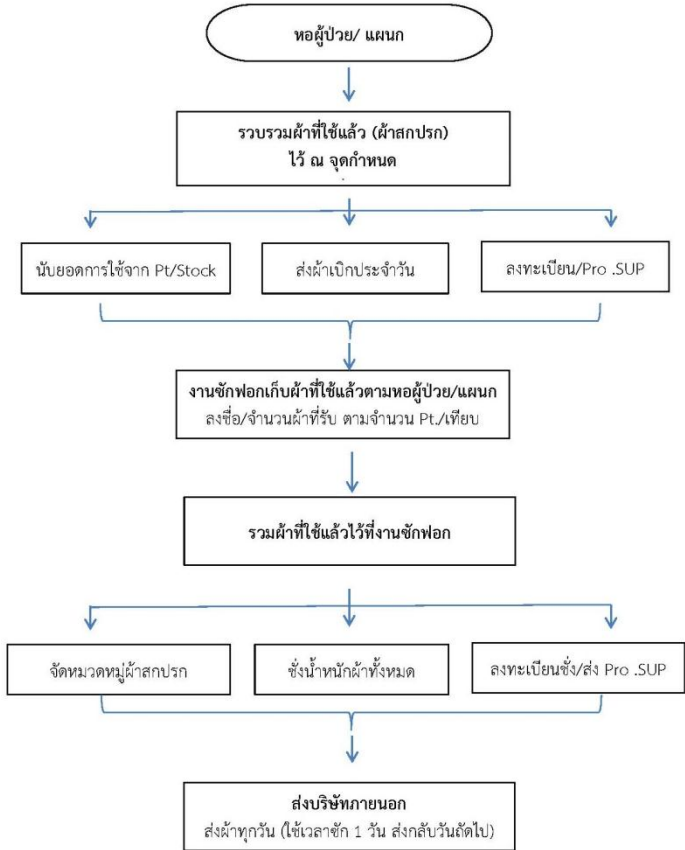 หอผู้ป่วย/ แผนก
รวบรวมผ้าที่ใช้แล้ว (ผ้าสกปรก)
ไว้ ณ จุดกำหนด
นับยอดการใช้จาก Pt/Stock
ส่งผ้าเบิกประจำวัน
ลงทะเบียน/Pro .SUP
งานซักฟอกเก็บผ้าที่ใช้แล้วตามหอผู้ป่วย/แผนก
ลงชื่อ/จำนวนผ้าที่รับ ตามจำนวน Pt./เทียบ
รวมผ้าที่ใช้แล้วไว้ที่งานซักฟอก
จัดหมวดหมู่ผ้าสกปรก
ชั่งน้ำหนักผ้าทั้งหมด
ลงทะเบียนชั่ง/ส่ง Pro .SUP
ส่งบริษัทภายนอก
ส่งผ้าทุกวัน (ใช้เวลาซัก 1 วัน ส่งกลับวันถัดไป)